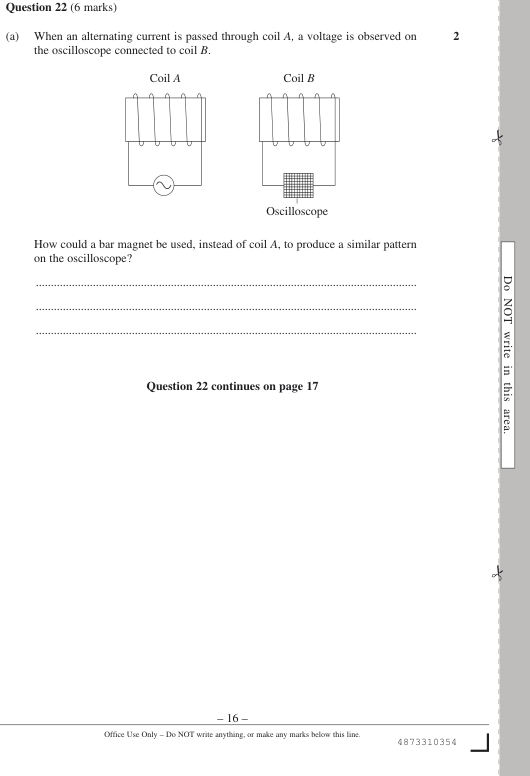 Question 22 (6 marks)
(a) When an alternating current is passed through coil A, a voltage is observed on 2
the oscilloscope connected to coil B.
Coil A Coil B
Oscilloscope
How could a bar magnet be used, instead of coil A, to produce a similar pattern
on the oscilloscope?
Question 22 continues on page 17
Do NOT write in this area.
– 16 –
Office Use Only – Do NOT write anything, or make any marks below this line.
4873310354